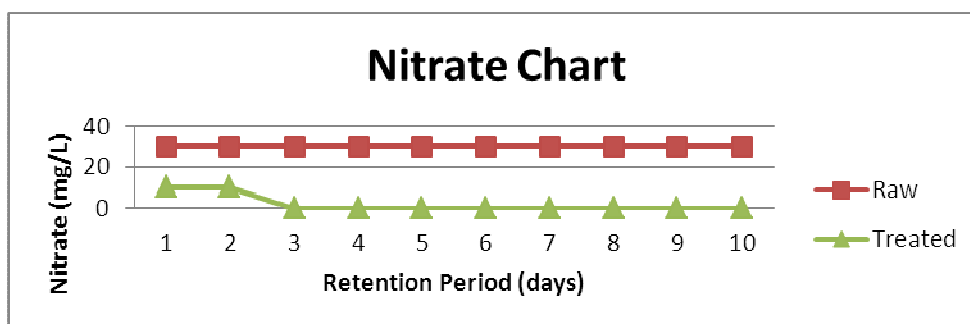 Nitrate Chart
Nitrate (mg/L)
40
20
0
1 2 3 4 5 6 7 8 9 10
Retention Period (days)
Raw
Treated